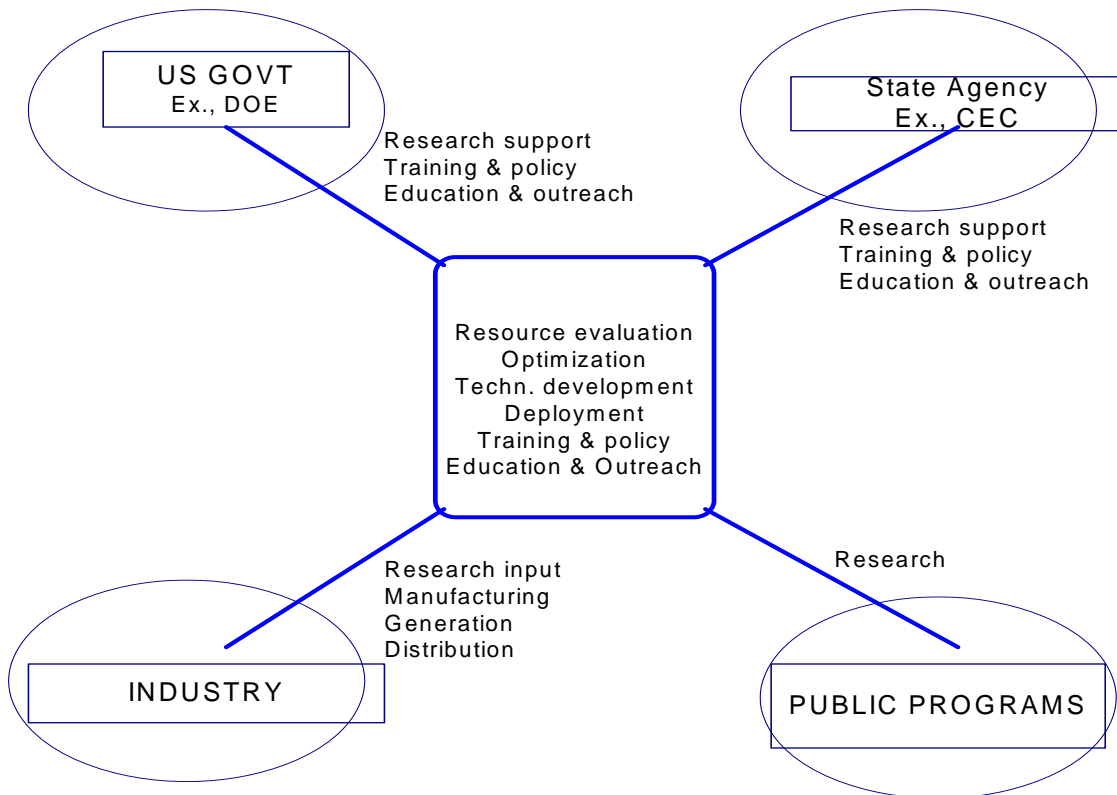 US GOVT
Ex., DOE
State Agency
Ex., CEC
Research support
Training & policy
Education & outreach
Research support
Training & policy
Education & outreach
Resource evaluation
Optimization
Techn. development
Deployment
Training & policy
Education & Outreach
Research input
Manufacturing
Generation
Distribution
Research
INDUSTRY
PUBLIC PROGRAMS